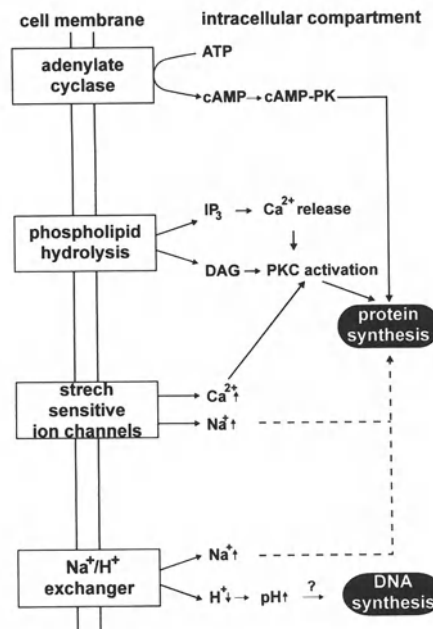 cell membrane intracellular compartment
adenylate
cyclase
ATP
cAMP → cAMP-PK
phospholipid
hydrolysis
IP₃ → Ca²⁺ release
DAG → PKC activation
protein
synthesis
strech
sensitive
ion channels
Ca²⁺↑
Na⁺↑
Na⁺/H⁺
exchanger
Na⁺↑
H⁺↓ → pH↑ ? →
DNA
synthesis